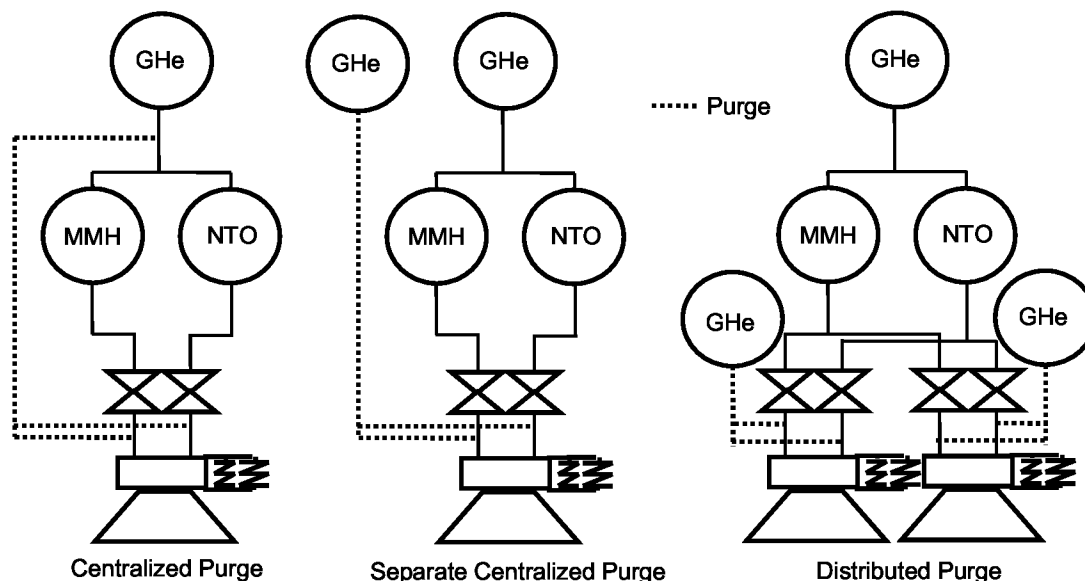 GHe
GHe
GHe
GHe
Purge
MMH
NTO
MMH
NTO
MMH
NTO
GHe
GHe
Centralized Purge
Separate Centralized Purge
Distributed Purge